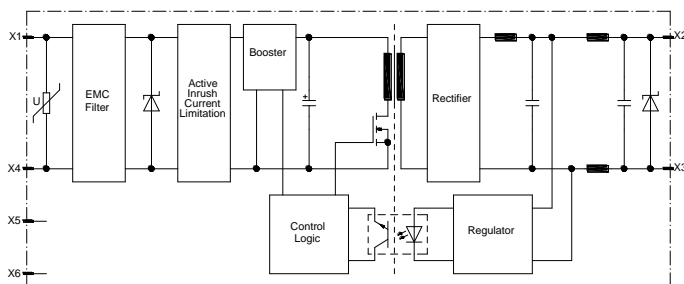 X1
X2
Booster
U
EMC
Filter
Active
Inrush
Current
Limitation
+
Rectifier
X4
X3
X5
Control
Logic
Regulator
X6